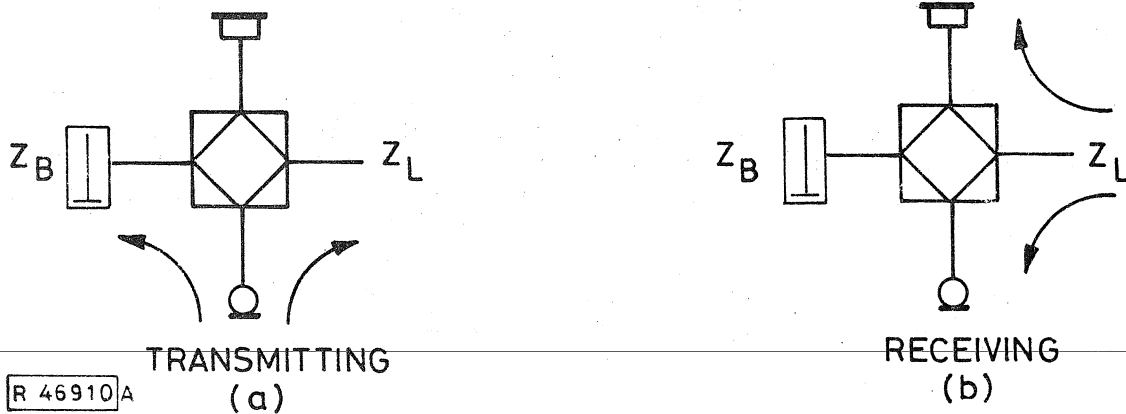 Z_B
Z_L
TRANSMITTING
(a)
R 46910 A
Z_B
Z_L
RECEIVING
(b)